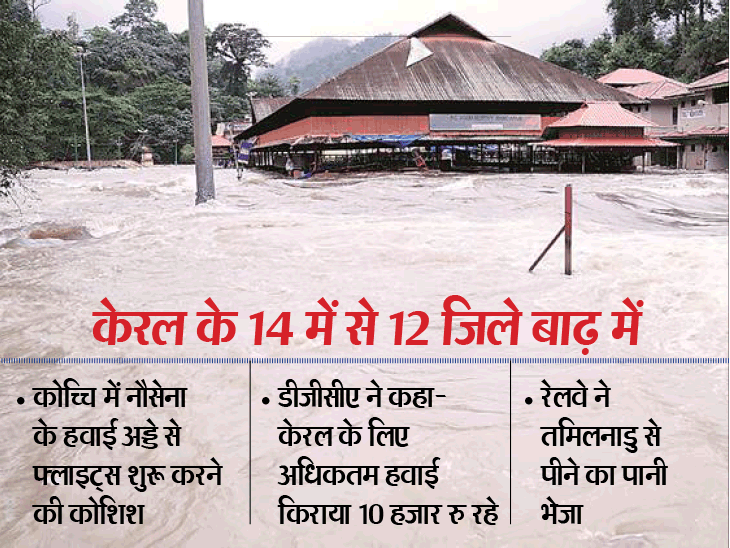 केरल के 14 में से 12 जिले बाढ़ में
• कोच्चि में नौसेना
के हवाई अड्डे से
फ्लाइट्स शुरू करने
की कोशिश
• डीजीसीए ने कहा-
केरल के लिए
अधिकतम हवाई
किराया 10 हजार रु रहे
• रेलवे ने
तमिलनाडु से
पीने का पानी
भेजा